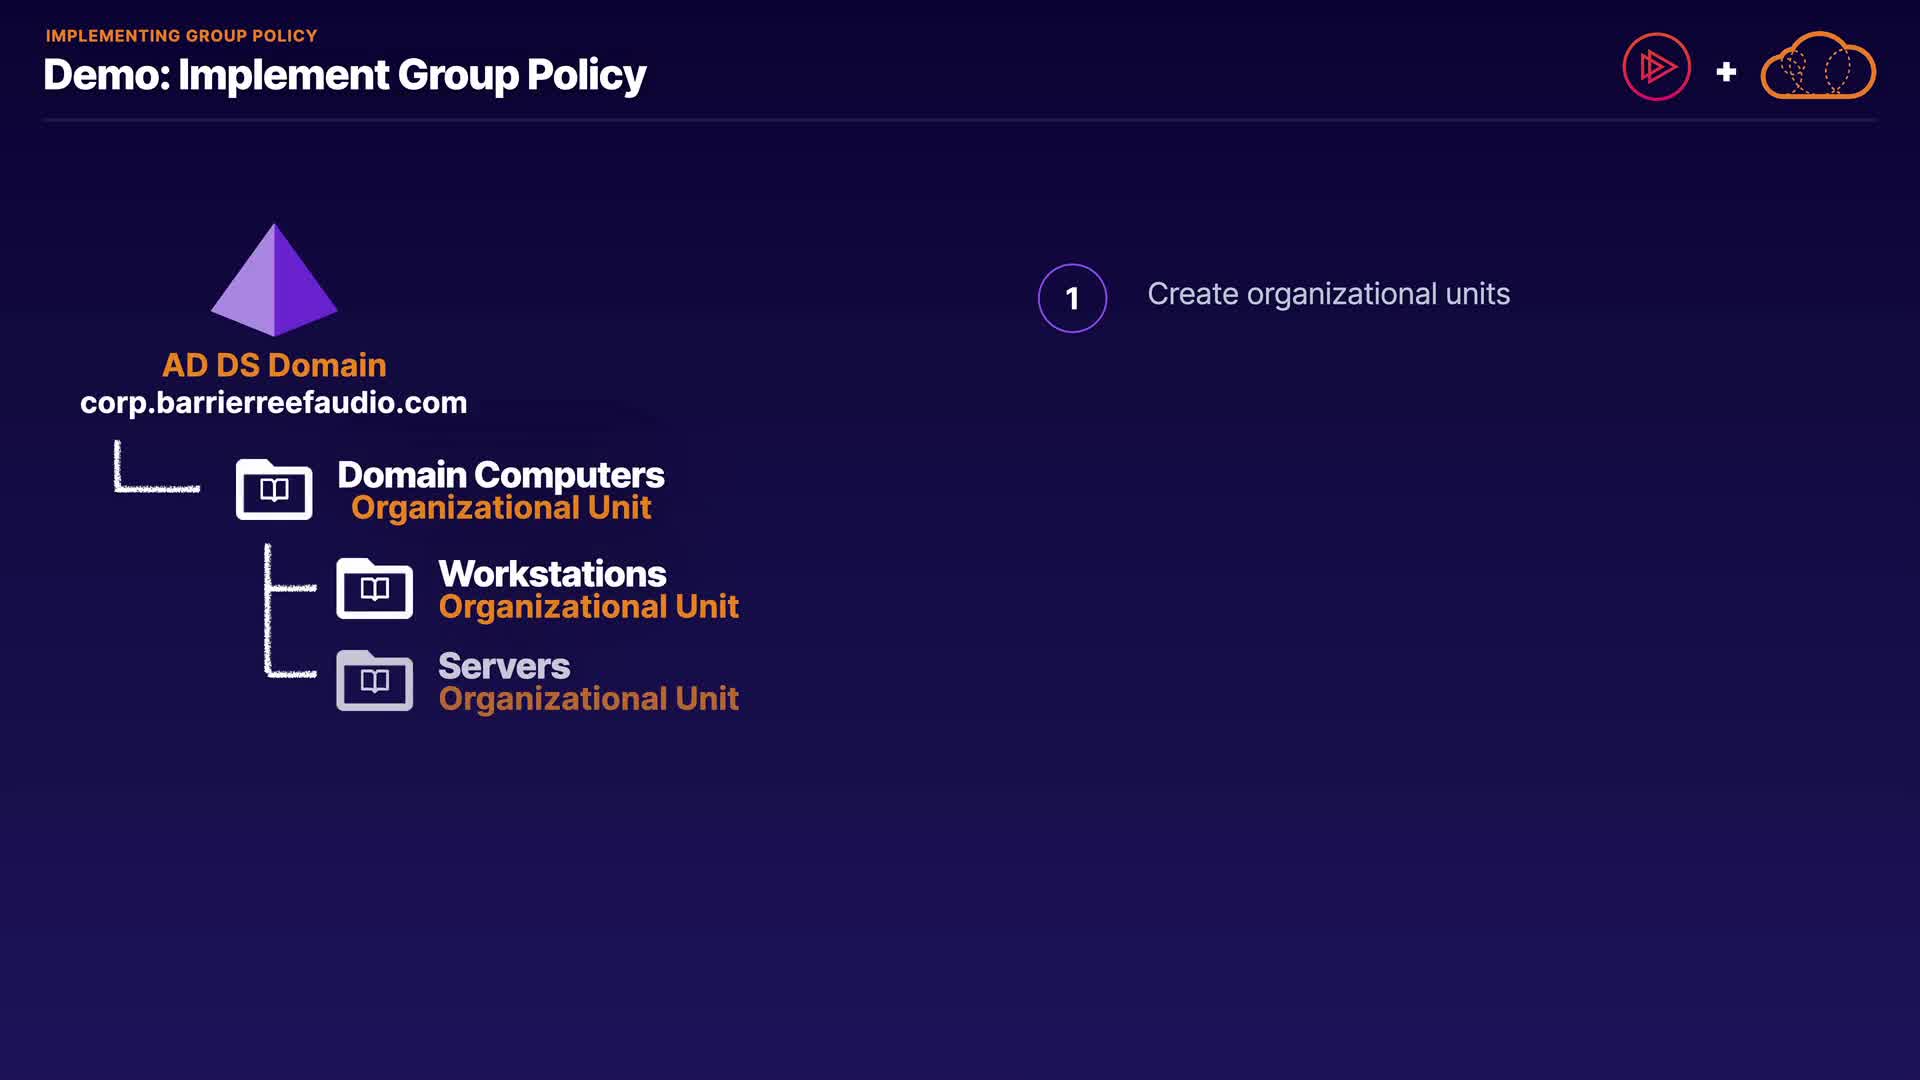 IMPLEMENTING GROUP POLICY
Demo: Implement Group Policy
+
AD DS Domain
corp.barrierreefaudio.com
Domain Computers
Organizational Unit
Workstations
Organizational Unit
Servers
Organizational Unit
1
Create organizational units